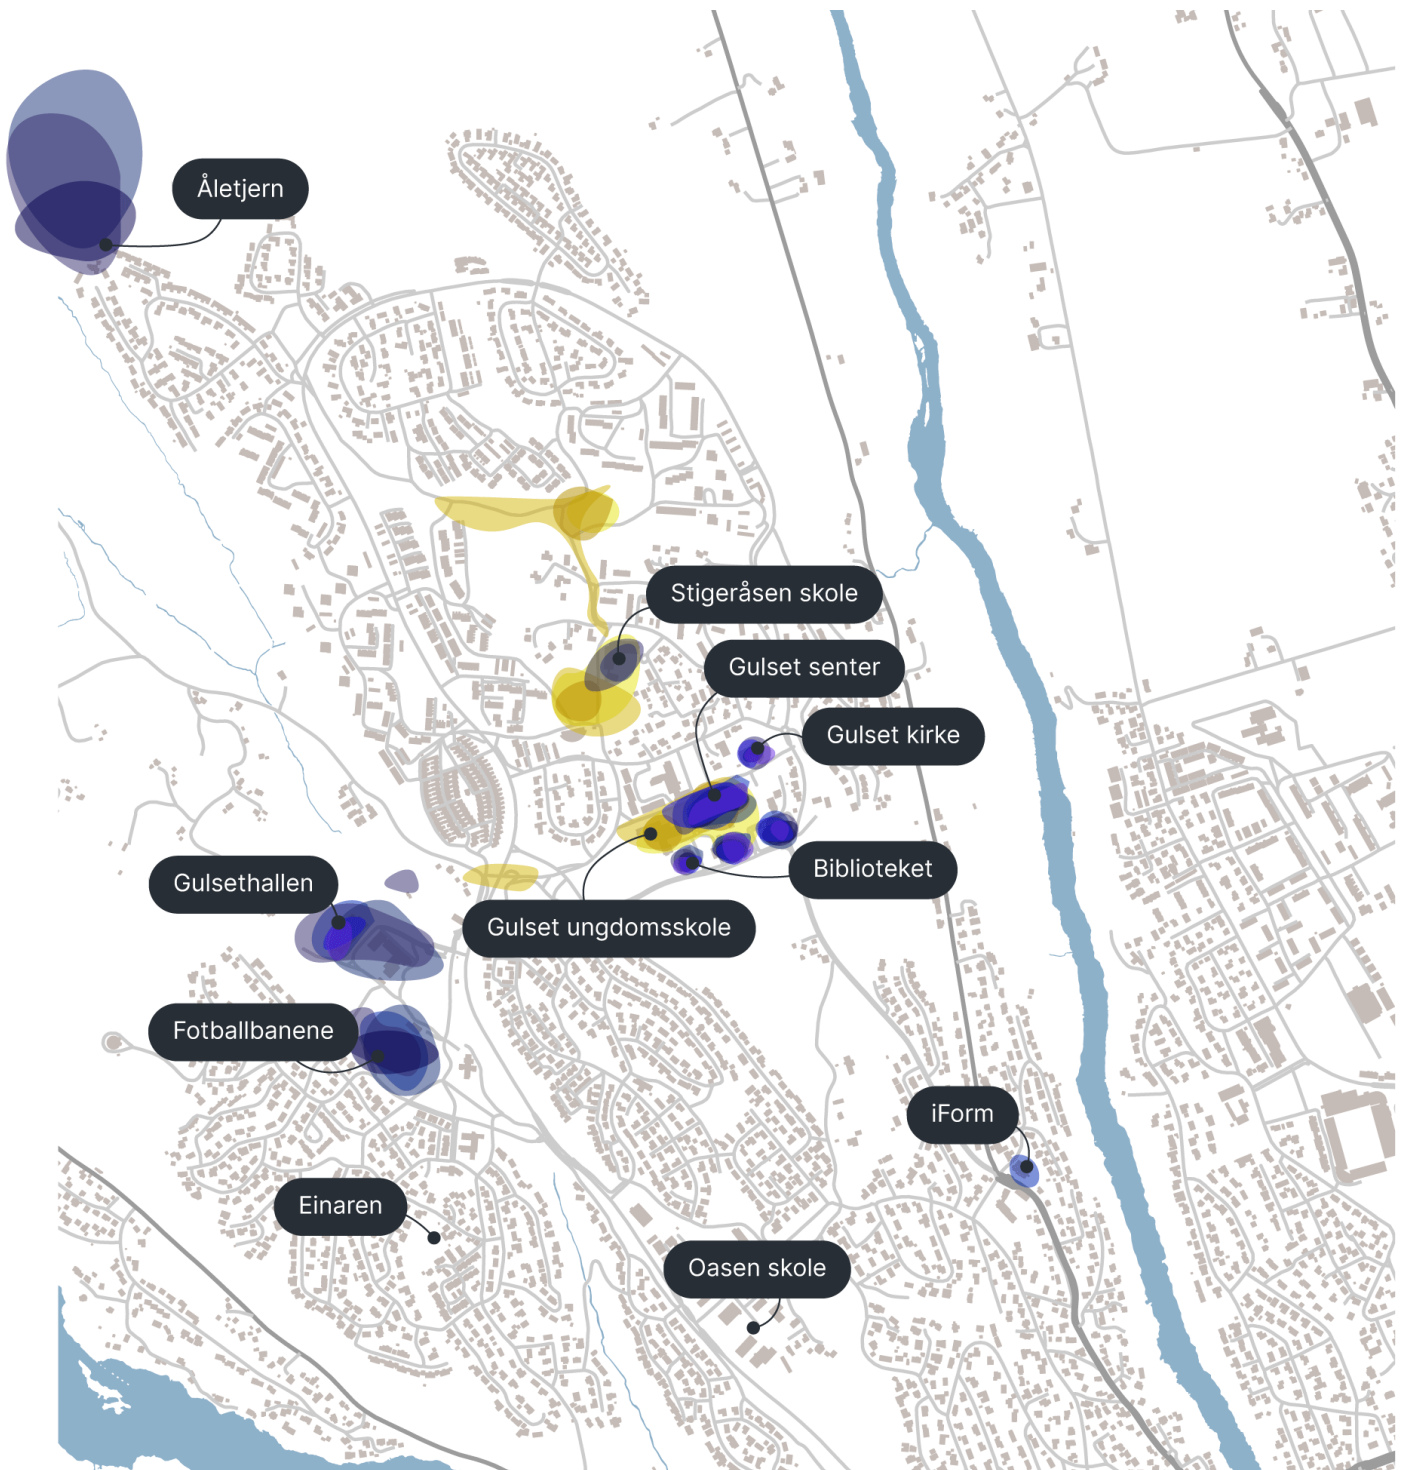 Åletjern
Stigeråsen skole
Gulset senter
Gulset kirke
Biblioteket
Gulsethallen
Gulset ungdomsskole
Fotballbanene
iForm
Einaren
Oasen skole